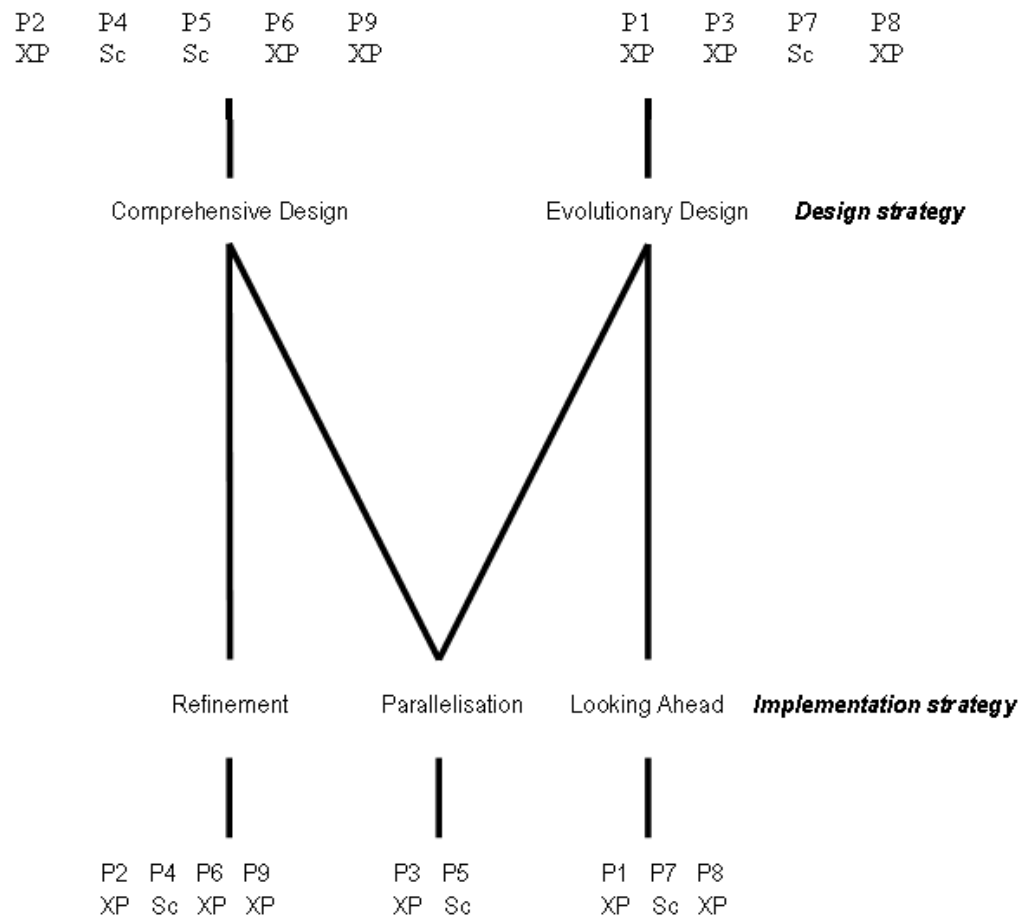 P2 P4 P5 P6 P9 P1 P3 P7 P8
XP Sc Sc XP XP XP XP Sc XP
Comprehensive Design Evolutionary Design Design strategy
Refinement Parallelisation Looking Ahead Implementation strategy
P2 P4 P6 P9 P3 P5 P1 P7 P8
XP Sc XP XP XP Sc XP Sc XP